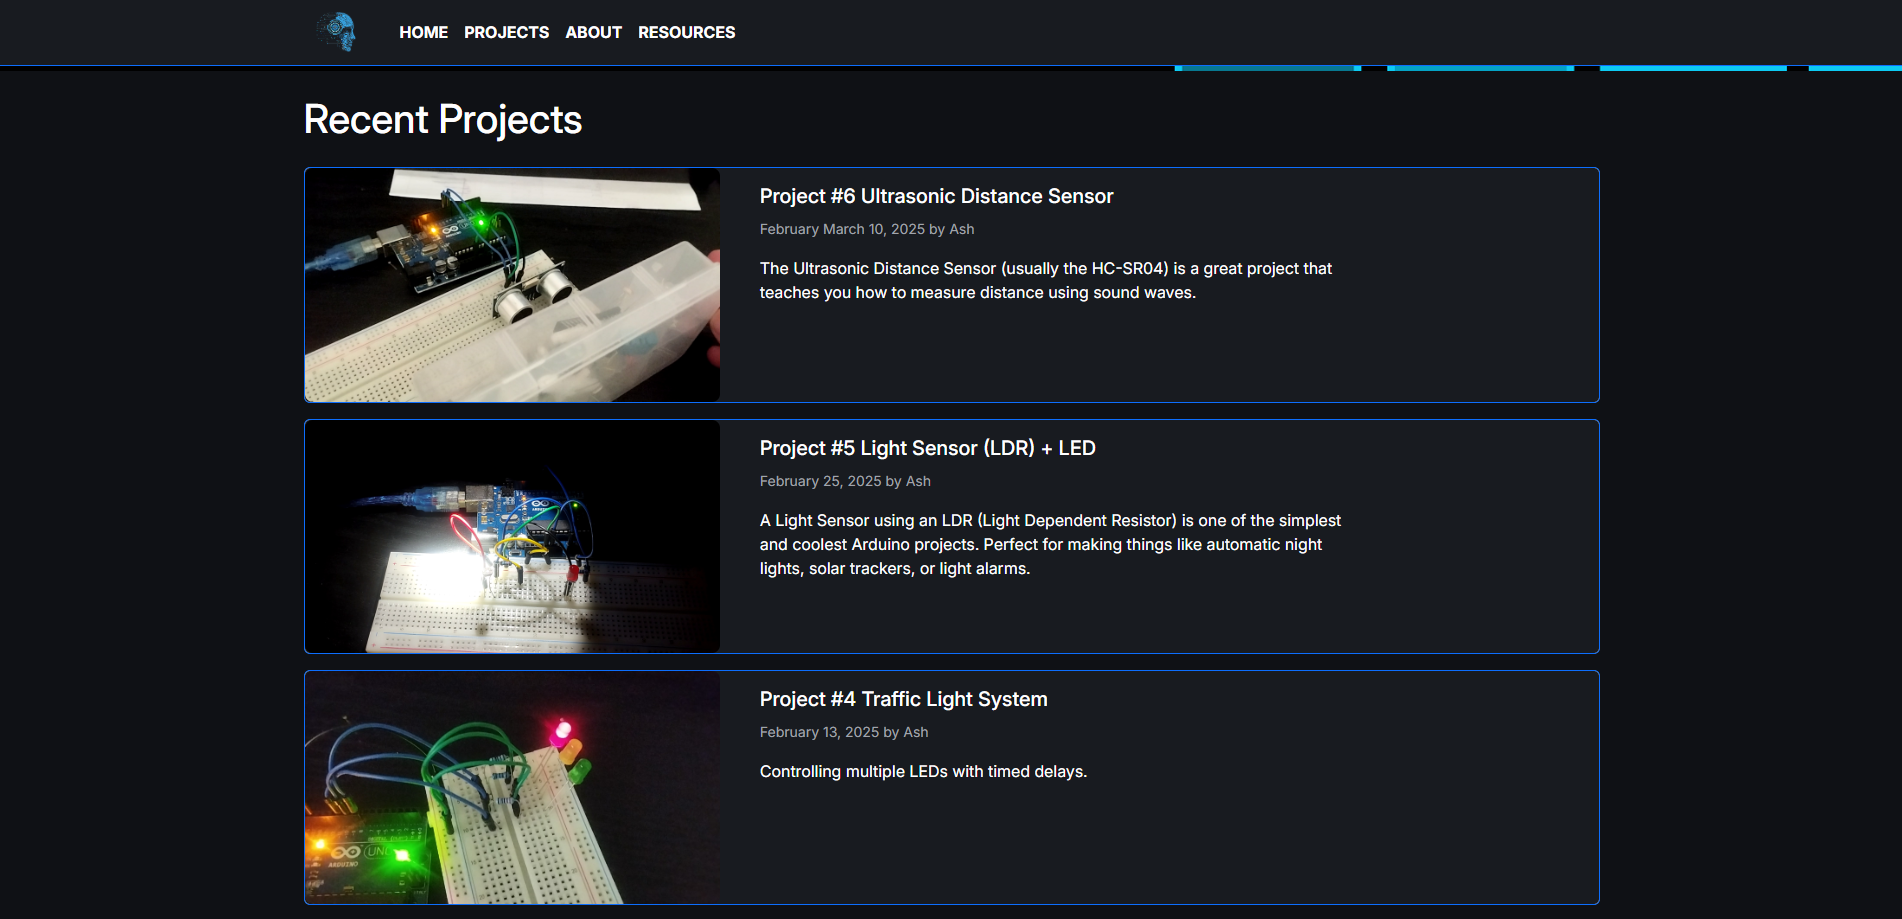 HOME PROJECTS ABOUT RESOURCES
Recent Projects
Project #6 Ultrasonic Distance Sensor
February March 10, 2025 by Ash
The Ultrasonic Distance Sensor (usually the HC-SR04) is a great project that
teaches you how to measure distance using sound waves.
Project #5 Light Sensor (LDR) + LED
February 25, 2025 by Ash
A Light Sensor using an LDR (Light Dependent Resistor) is one of the simplest
and coolest Arduino projects. Perfect for making things like automatic night
lights, solar trackers, or light alarms.
Project #4 Traffic Light System
February 13, 2025 by Ash
Controlling multiple LEDs with timed delays.
UNO
ARDUINO